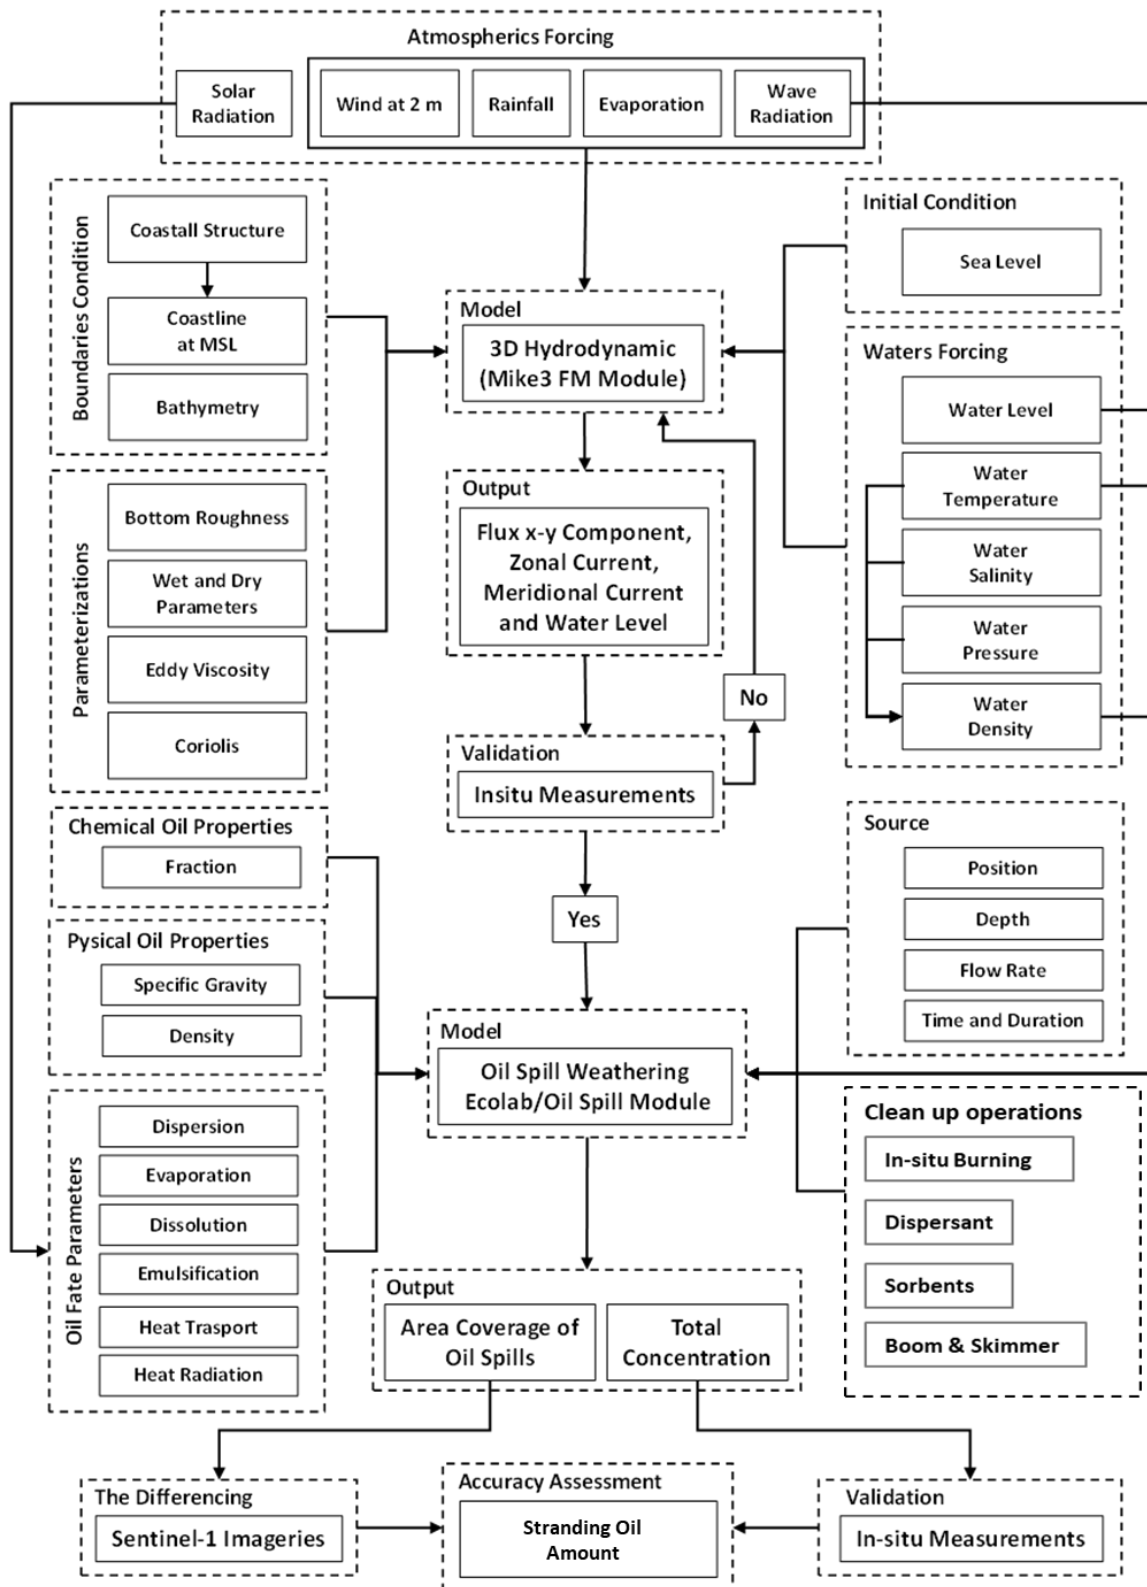 Atmospherics Forcing
Solar
Radiation
Wind at 2 m
Rainfall
Evaporation
Wave
Radiation
Boundaries Condition
Coastall Structure
Coastline
at MSL
Bathymetry
Initial Condition
Sea Level
Model
3D Hydrodynamic
(Mike3 FM Module)
Waters Forcing
Water Level
Water
Temperature
Water
Salinity
Water
Pressure
Water
Density
Parameterizations
Bottom Roughness
Wet and Dry
Parameters
Eddy Viscosity
Coriolis
Output
Flux x-y Component,
Zonal Current,
Meridional Current
and Water Level
No
Validation
Insitu Measurements
Yes
Chemical Oil Properties
Fraction
Pysical Oil Properties
Specific Gravity
Density
Source
Position
Depth
Flow Rate
Time and Duration
Model
Oil Spill Weathering
Ecolab/Oil Spill Module
Oil Fate Parameters
Dispersion
Evaporation
Dissolution
Emulsification
Heat Trasport
Heat Radiation
Clean up operations
In-situ Burning
Dispersant
Sorbents
Boom & Skimmer
Output
Area Coverage of
Oil Spills
Total
Concentration
The Differencing
Sentinel-1 Imageries
Accuracy Assessment
Stranding Oil
Amount
Validation
In-situ Measurements